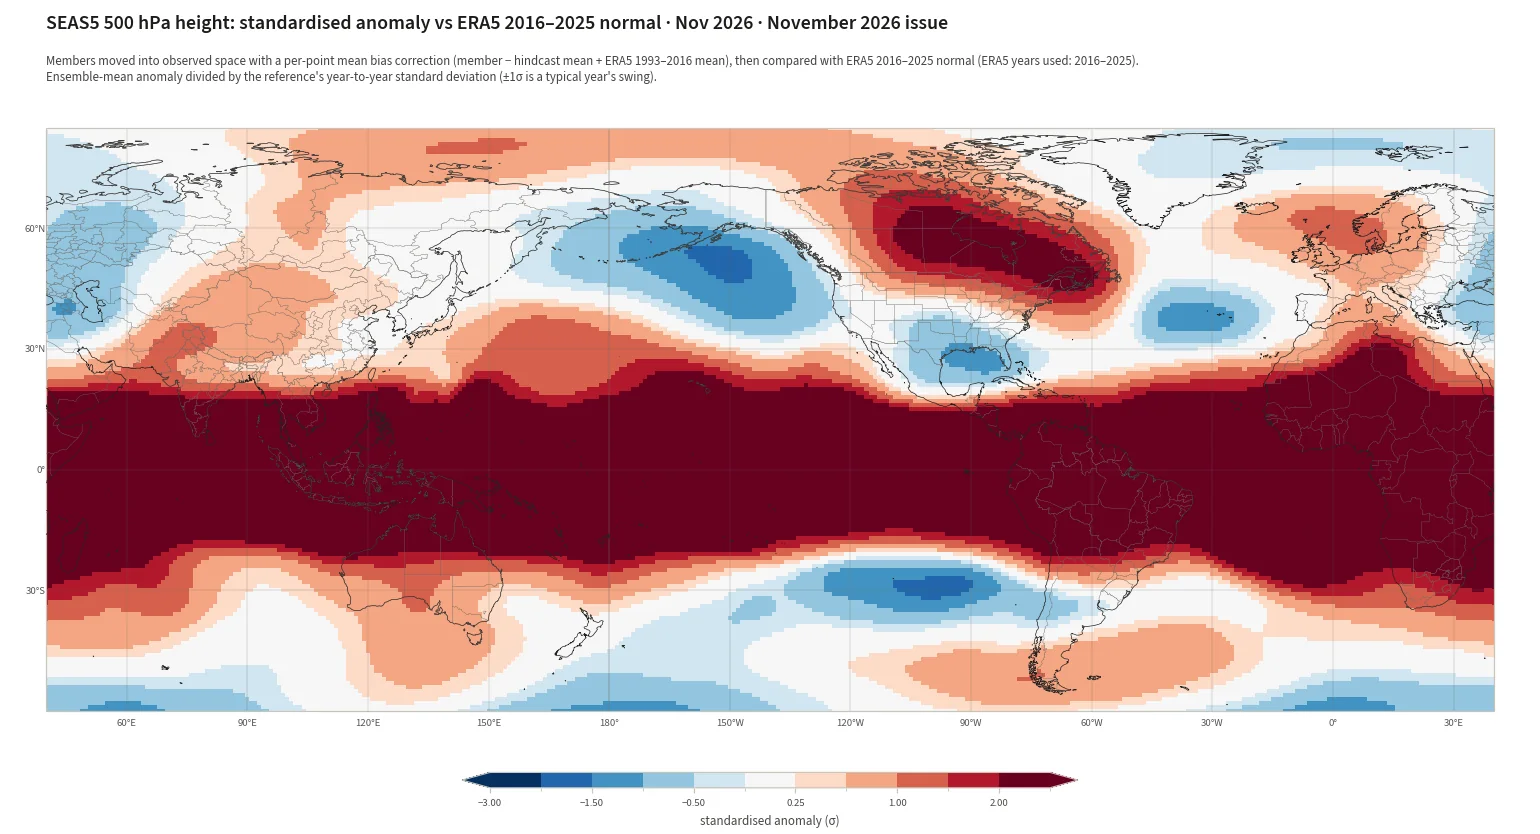 SEAS5 500 hPa height: standardised anomaly vs ERA5 2016–2025 normal · Nov 2026 · November 2026 issue
Members moved into observed space with a per-point mean bias correction (member − hindcast mean + ERA5 1993–2016 mean), then compared with ERA5 2016–2025 normal (ERA5 years used: 2016–2025).
Ensemble-mean anomaly divided by the reference's year-to-year standard deviation (±1σ is a typical year's swing).
60°N
30°N
0°
30°S
60°E 90°E 120°E 150°E 180° 150°W 120°W 90°W 60°W 30°W 0° 30°E
−3.00 −1.50 −0.50 0.25 1.00 2.00
standardised anomaly (σ)